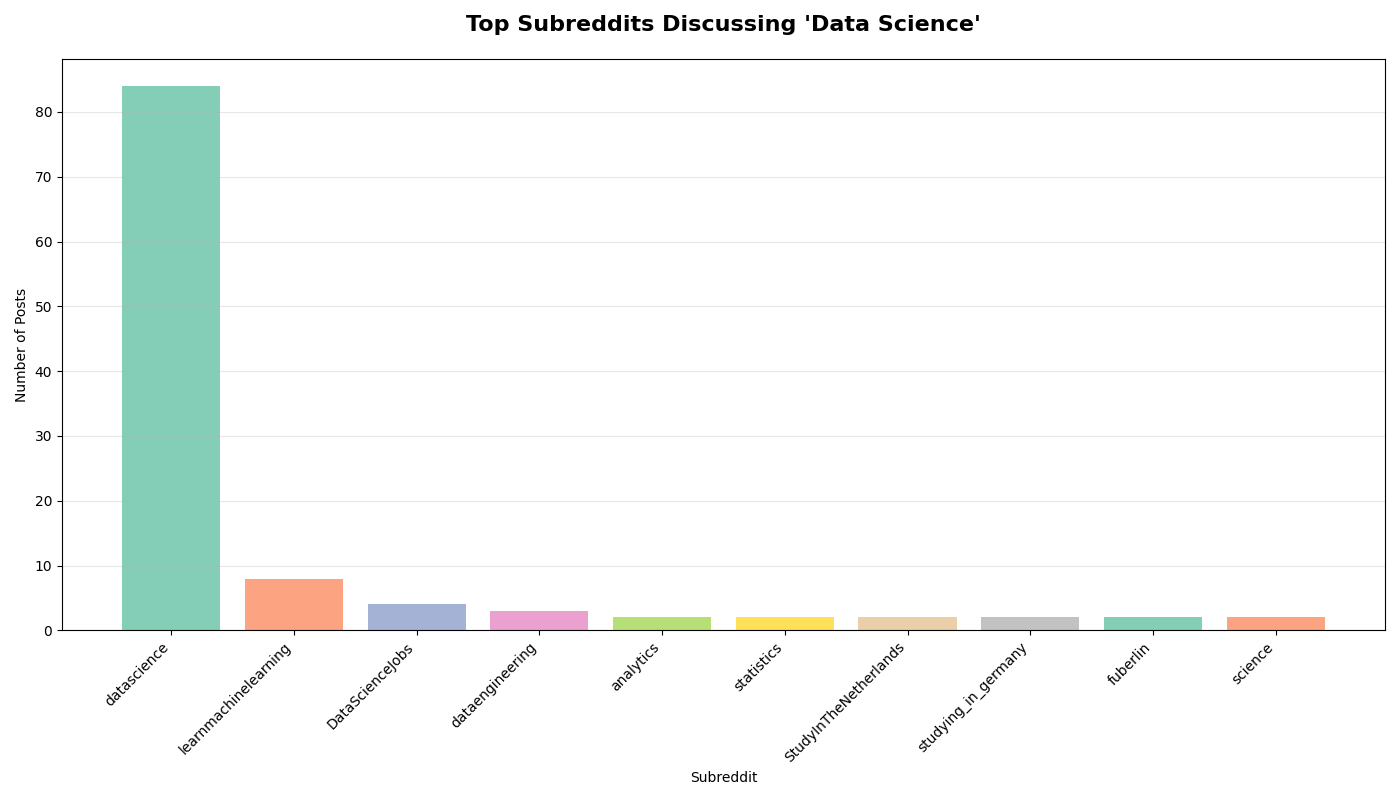 Top Subreddits Discussing 'Data Science'
Number of Posts
80
70
60
50
40
30
20
10
0
datascience
learnmachinelearning
DataScienceJobs
dataengineering
analytics
statistics
StudyInTheNetherlands
studying_in_germany
fuberlin
science
Subreddit